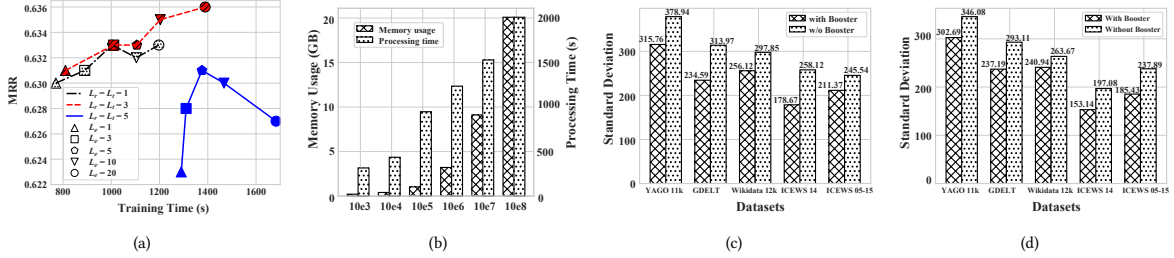 0.636
0.634
0.632
0.630
0.628
0.626
0.624
0.622
MRR
L_r − L_t = 1
L_r − L_t = 3
L_r − L_t = 5
L_e = 1
L_e = 3
L_e = 5
L_e = 10
L_e = 20
800 1000 1200 1400 1600
Training Time (s)
(a)
20
15
10
5
0
Memory Usage (GB)
Memory usage
Processing time
2000
1500
1000
500
0
Processing Time (s)
10e3 10e4 10e5 10e6 10e7 10e8
(b)
300
200
100
0
Standard Deviation
with Booster
w/o Booster
378.94
315.76
313.97
234.59
297.85
256.12
258.12
178.67
245.54
211.37
YAGO 11k GDELT Wikidata 12k ICEWS 14 ICEWS 05-15
Datasets
(c)
300
200
100
0
Standard Deviation
With Booster
Without Booster
346.08
302.69
293.11
237.19
263.67
240.94
197.08
153.14
237.89
185.43
YAGO 11k GDELT Wikidata 12k ICEWS 14 ICEWS 05-15
Datasets
(d)